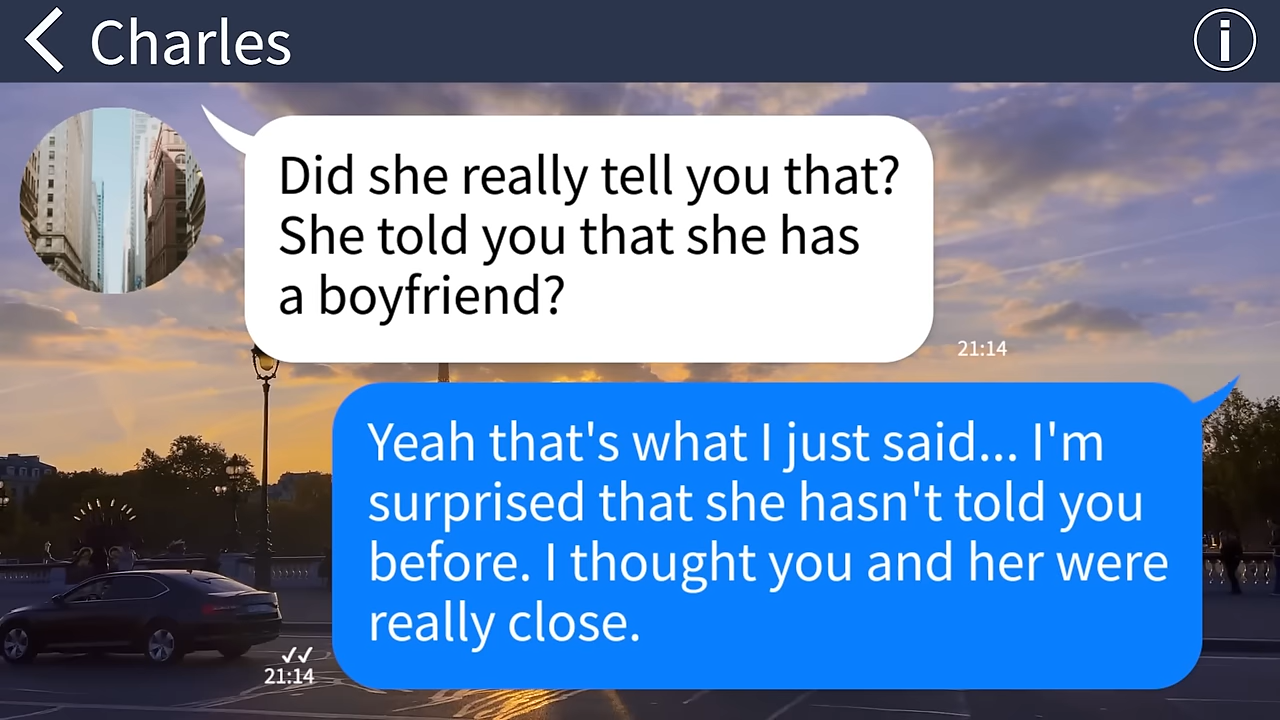 Charles
Did she really tell you that?
She told you that she has
a boyfriend?
21:14
Yeah that's what I just said... I'm
surprised that she hasn't told you
before. I thought you and her were
really close.
21:14